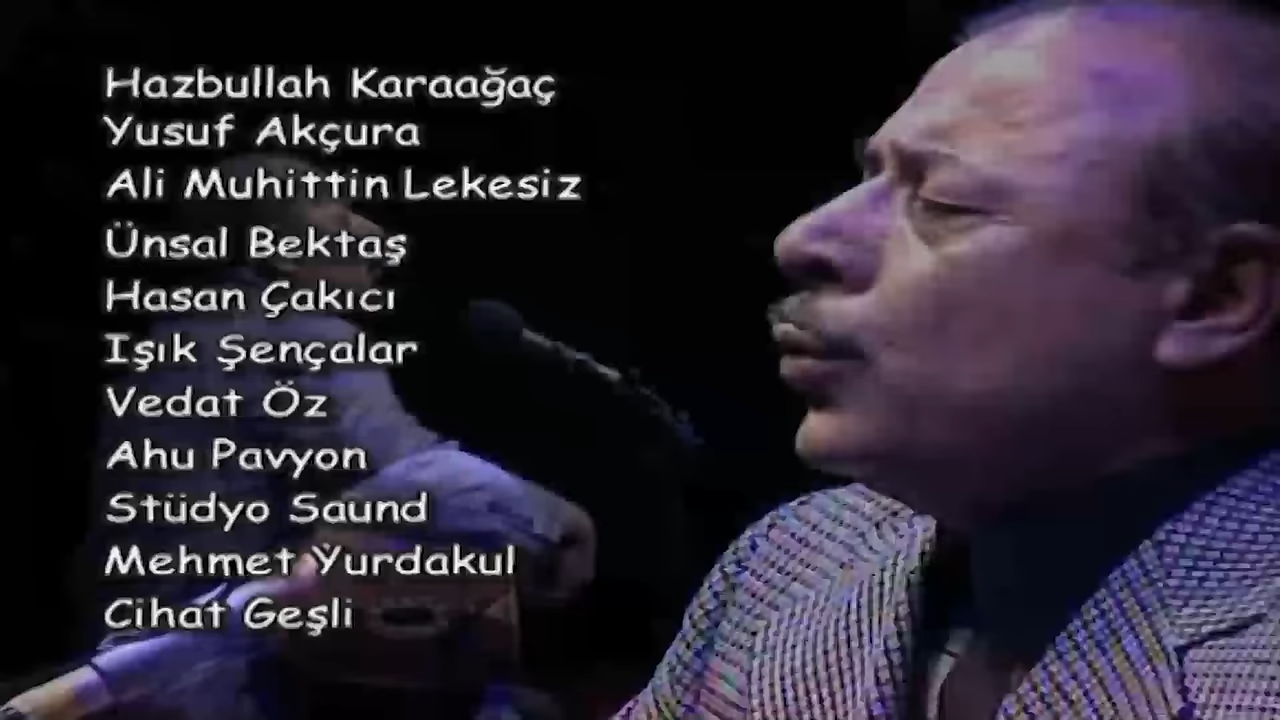 Hazbullah Karaağaç
Yusuf Akçura
Ali Muhittin Lekesiz
Ünsal Bektaş
Hasan Çakıcı
Işık Şençalar
Vedat Öz
Ahu Pavyon
Stüdyo Saund
Mehmet Yurdakul
Cihat Geşli